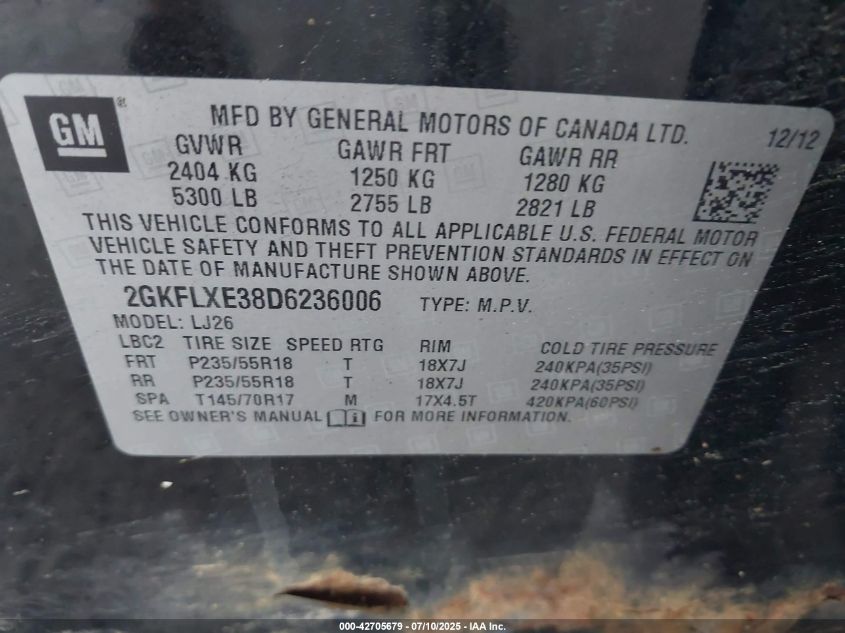 GM®
MFD BY GENERAL MOTORS OF CANADA LTD. 12/12
GVWR GAWR FRT GAWR RR
2404 KG 1250 KG 1280 KG
5300 LB 2755 LB 2821 LB
THIS VEHICLE CONFORMS TO ALL APPLICABLE U.S. FEDERAL MOTOR
VEHICLE SAFETY AND THEFT PREVENTION STANDARDS IN EFFECT ON
THE DATE OF MANUFACTURE SHOWN ABOVE.
2GKFLXE38D6236006 TYPE: M.P.V.
MODEL: LJ26
LBC2 TIRE SIZE SPEED RTG RIM COLD TIRE PRESSURE
FRT P235/55R18 T 18X7J 240KPA(35PSI)
RR P235/55R18 T 18X7J 240KPA(35PSI)
SPA T145/70R17 M 17X4.5T 420KPA(60PSI)
SEE OWNER'S MANUAL FOR MORE INFORMATION.
000-42705679 - 07/10/2025 - IAA Inc.